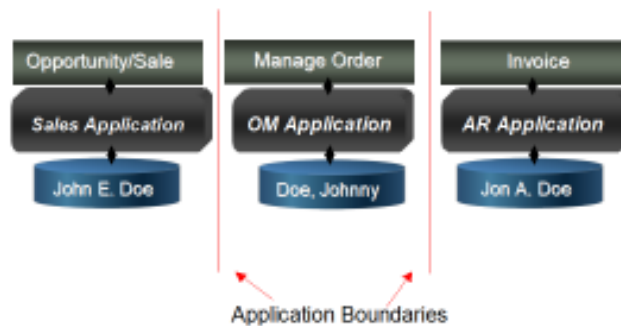 Opportunity/Sale
Manage Order
Invoice
Sales Application
OM Application
AR Application
John E. Doe
Doe, Johnny
Jon A. Doe
Application Boundaries